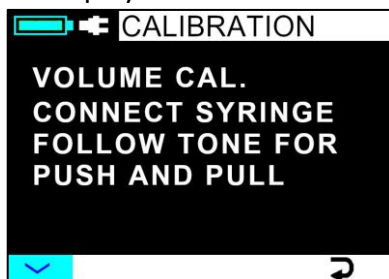 CALIBRATION
VOLUME CAL.
CONNECT SYRINGE
FOLLOW TONE FOR
PUSH AND PULL